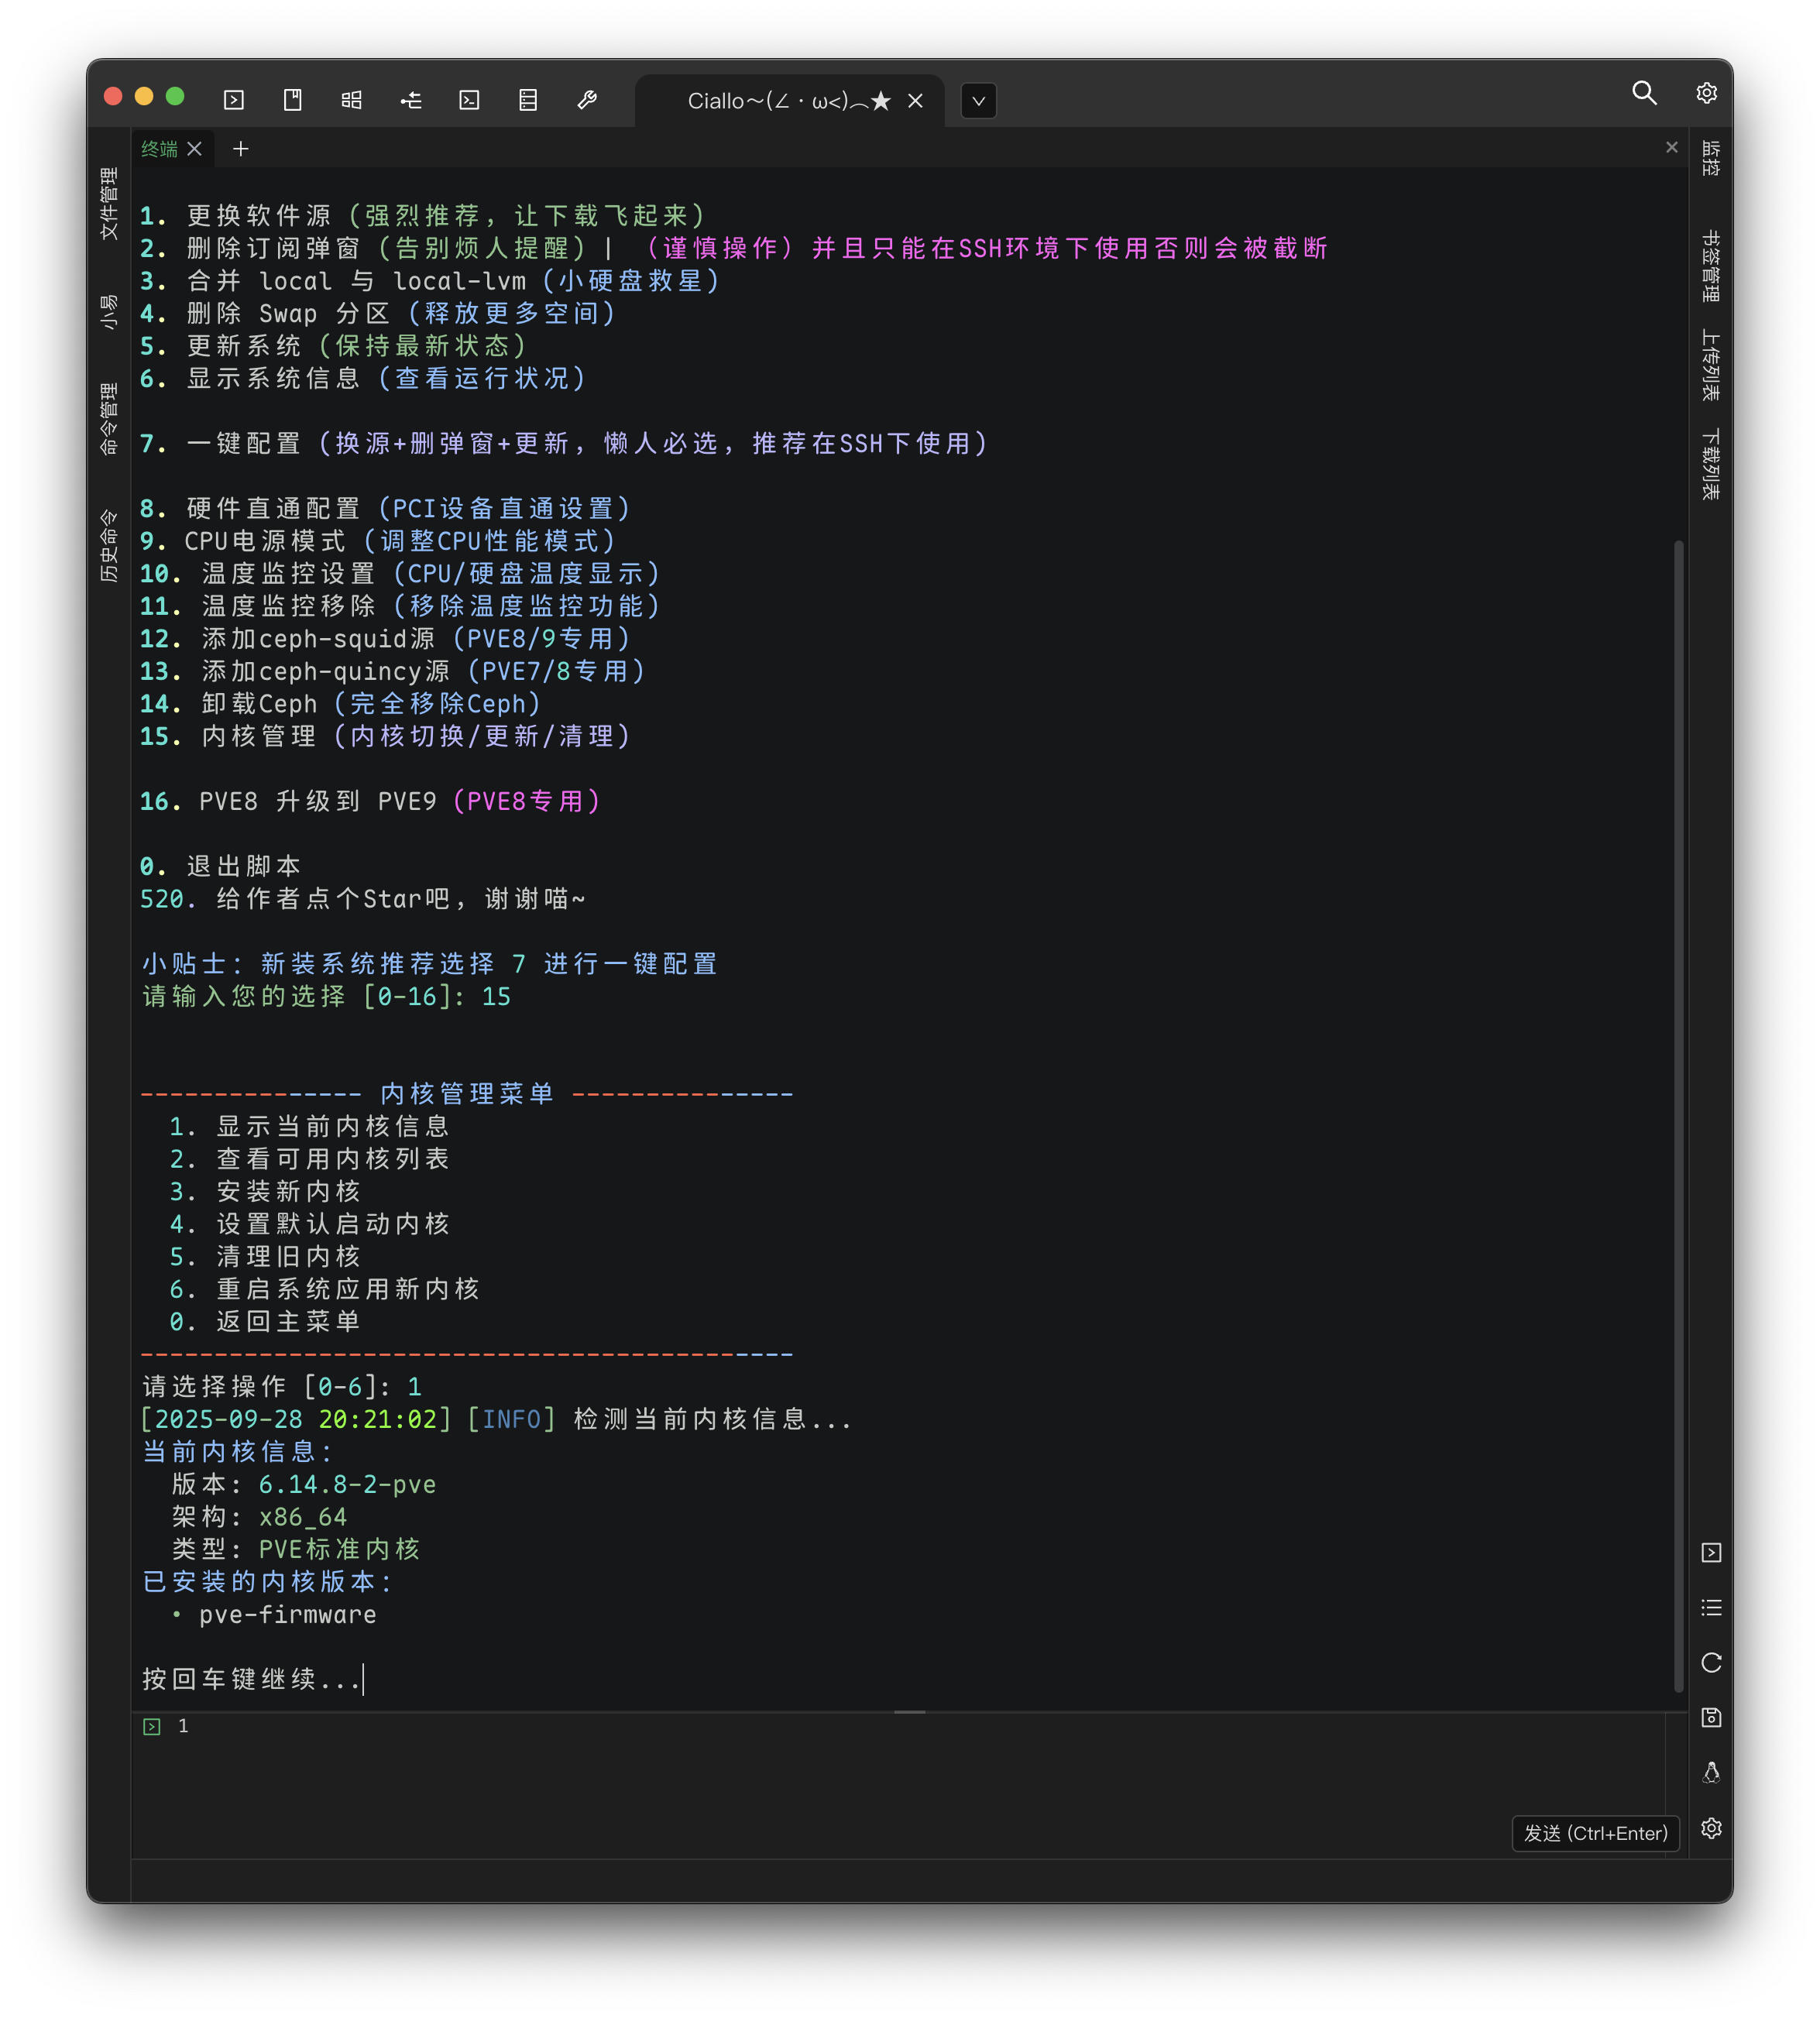 Ciallo～(∠・ω<)⌒★
终端
监控
书签管理
上传列表
下载列表
文件管理
小易
命令管理
历史命令
1. 更换软件源 (强烈推荐，让下载飞起来)
2. 删除订阅弹窗 (告别烦人提醒) | （谨慎操作）并且只能在SSH环境下使用否则会被截断
3. 合并 local 与 local-lvm (小硬盘救星)
4. 删除 Swap 分区 (释放更多空间)
5. 更新系统 (保持最新状态)
6. 显示系统信息 (查看运行状况)
7. 一键配置 (换源+删弹窗+更新，懒人必选，推荐在SSH下使用)
8. 硬件直通配置 (PCI设备直通设置)
9. CPU电源模式 (调整CPU性能模式)
10. 温度监控设置 (CPU/硬盘温度显示)
11. 温度监控移除 (移除温度监控功能)
12. 添加ceph-squid源 (PVE8/9专用)
13. 添加ceph-quincy源 (PVE7/8专用)
14. 卸载Ceph (完全移除Ceph)
15. 内核管理 (内核切换/更新/清理)
16. PVE8 升级到 PVE9 (PVE8专用)
0. 退出脚本
520. 给作者点个Star吧，谢谢喵~
小贴士：新装系统推荐选择 7 进行一键配置
请输入您的选择 [0-16]: 15
--------------- 内核管理菜单 ---------------
1. 显示当前内核信息
2. 查看可用内核列表
3. 安装新内核
4. 设置默认启动内核
5. 清理旧内核
6. 重启系统应用新内核
0. 返回主菜单
--------------------------------------------
请选择操作 [0-6]: 1
[2025-09-28 20:21:02] [INFO] 检测当前内核信息...
当前内核信息：
版本: 6.14.8-2-pve
架构: x86_64
类型: PVE标准内核
已安装的内核版本：
• pve-firmware
按回车键继续...
1
发送 (Ctrl+Enter)